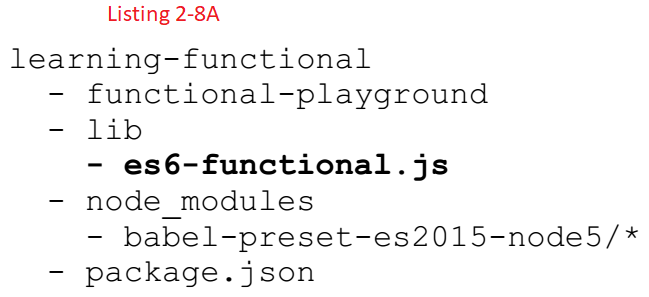 Listing 2-8A
learning-functional
- functional-playground
- lib
- es6-functional.js
- node_modules
- babel-preset-es2015-node5/*
- package.json